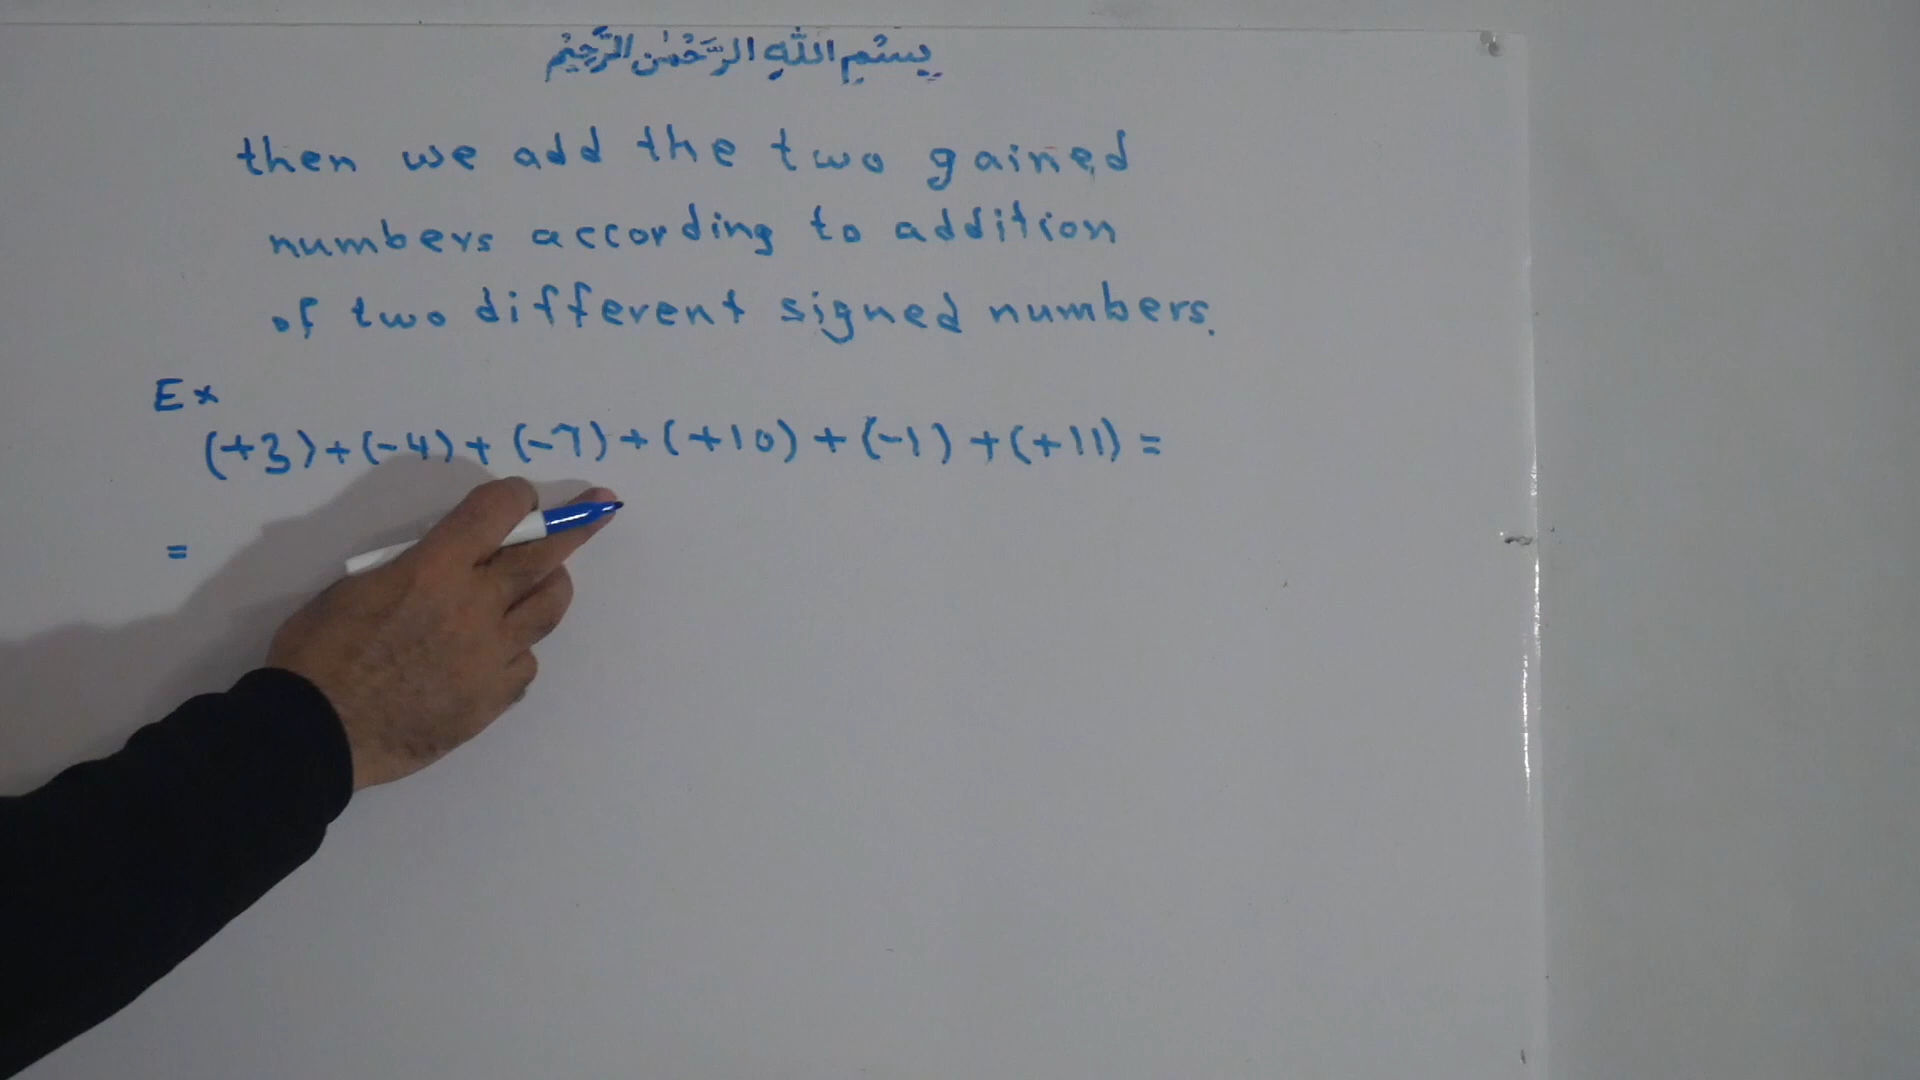 بِسْمِ اللّٰهِ الرَّحْمٰنِ الرَّحِيْمِ
then we add the two gained
numbers according to addition
of two different signed numbers.
Ex
(+3)+(-4)+(-7)+(+10)+(-1)+(+11)=
=